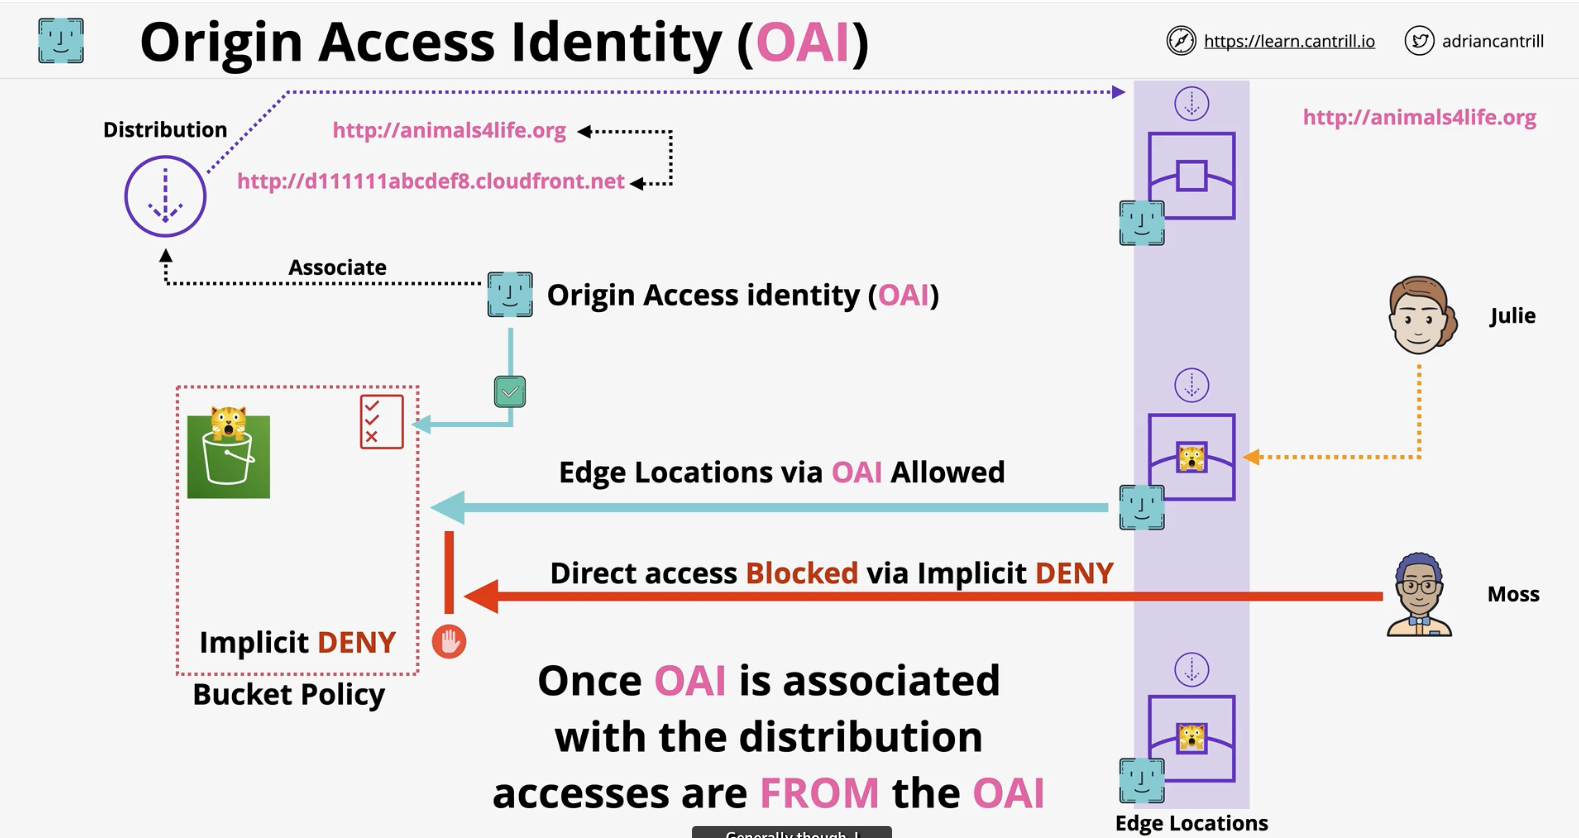 Origin Access Identity (OAI)
https://learn.cantrill.io
adriancantrill
Distribution
http://animals4life.org
http://d111111abcdef8.cloudfront.net
http://animals4life.org
Associate
Origin Access identity (OAI)
Julie
Edge Locations via OAI Allowed
Direct access Blocked via Implicit DENY
Moss
Implicit DENY
Bucket Policy
Once OAI is associated
with the distribution
accesses are FROM the OAI
Edge Locations
Generally though, I